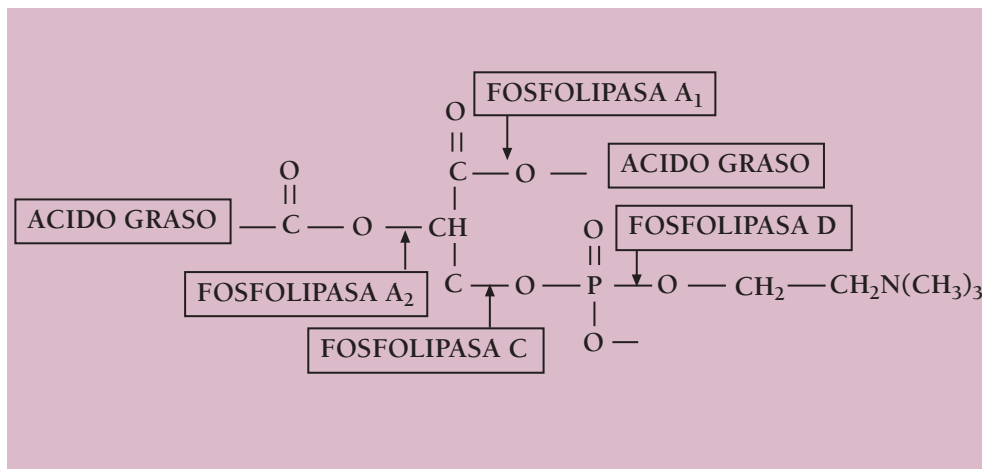 FOSFOLIPASA A1
O
O
C O ACIDO GRASO
ACIDO GRASO C O CH O FOSFOLIPASA D
FOSFOLIPASA A2 C O P O CH2 CH2N(CH3)3
FOSFOLIPASA C O